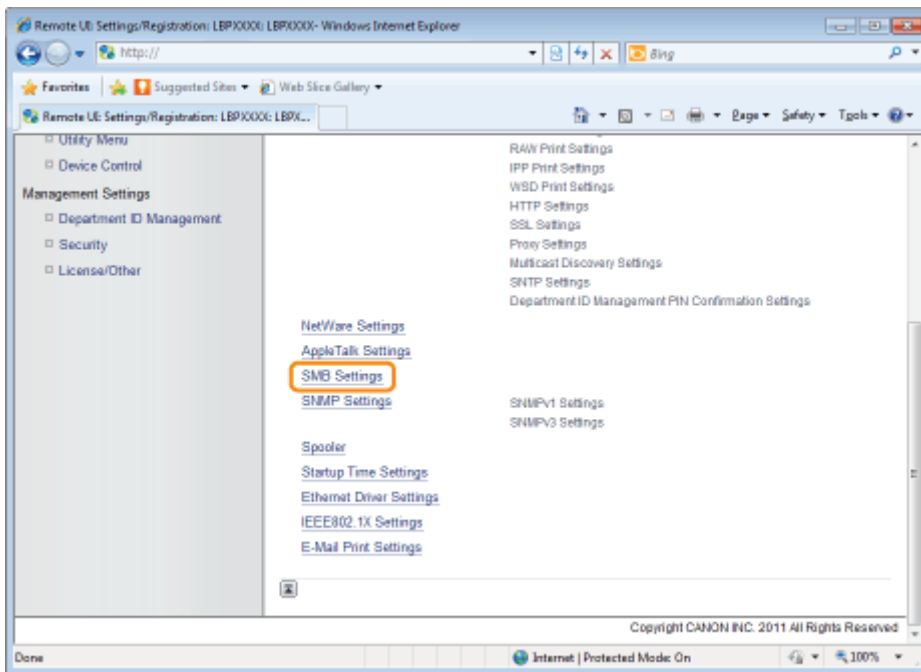 Remote UI: Settings/Registration: LBPXXXX: LBPXXXX- Windows Internet Explorer
http://
Bing
Favorites Suggested Sites Web Slice Gallery
Remote UI: Settings/Registration: LBPXXXX: LBPX... Page Safety Tools
Utility Menu
Device Control
Management Settings
Department ID Management
Security
License/Other
RAW Print Settings
IPP Print Settings
WSD Print Settings
HTTP Settings
SSL Settings
Proxy Settings
Multicast Discovery Settings
SNTP Settings
Department ID Management PIN Confirmation Settings
NetWare Settings
AppleTalk Settings
SMB Settings
SNMP Settings SNMPv1 Settings
SNMPv3 Settings
Spooler
Startup Time Settings
Ethernet Driver Settings
IEEE802.1X Settings
E-Mail Print Settings
Copyright CANON INC. 2011 All Rights Reserved
Done Internet | Protected Mode: On 100%